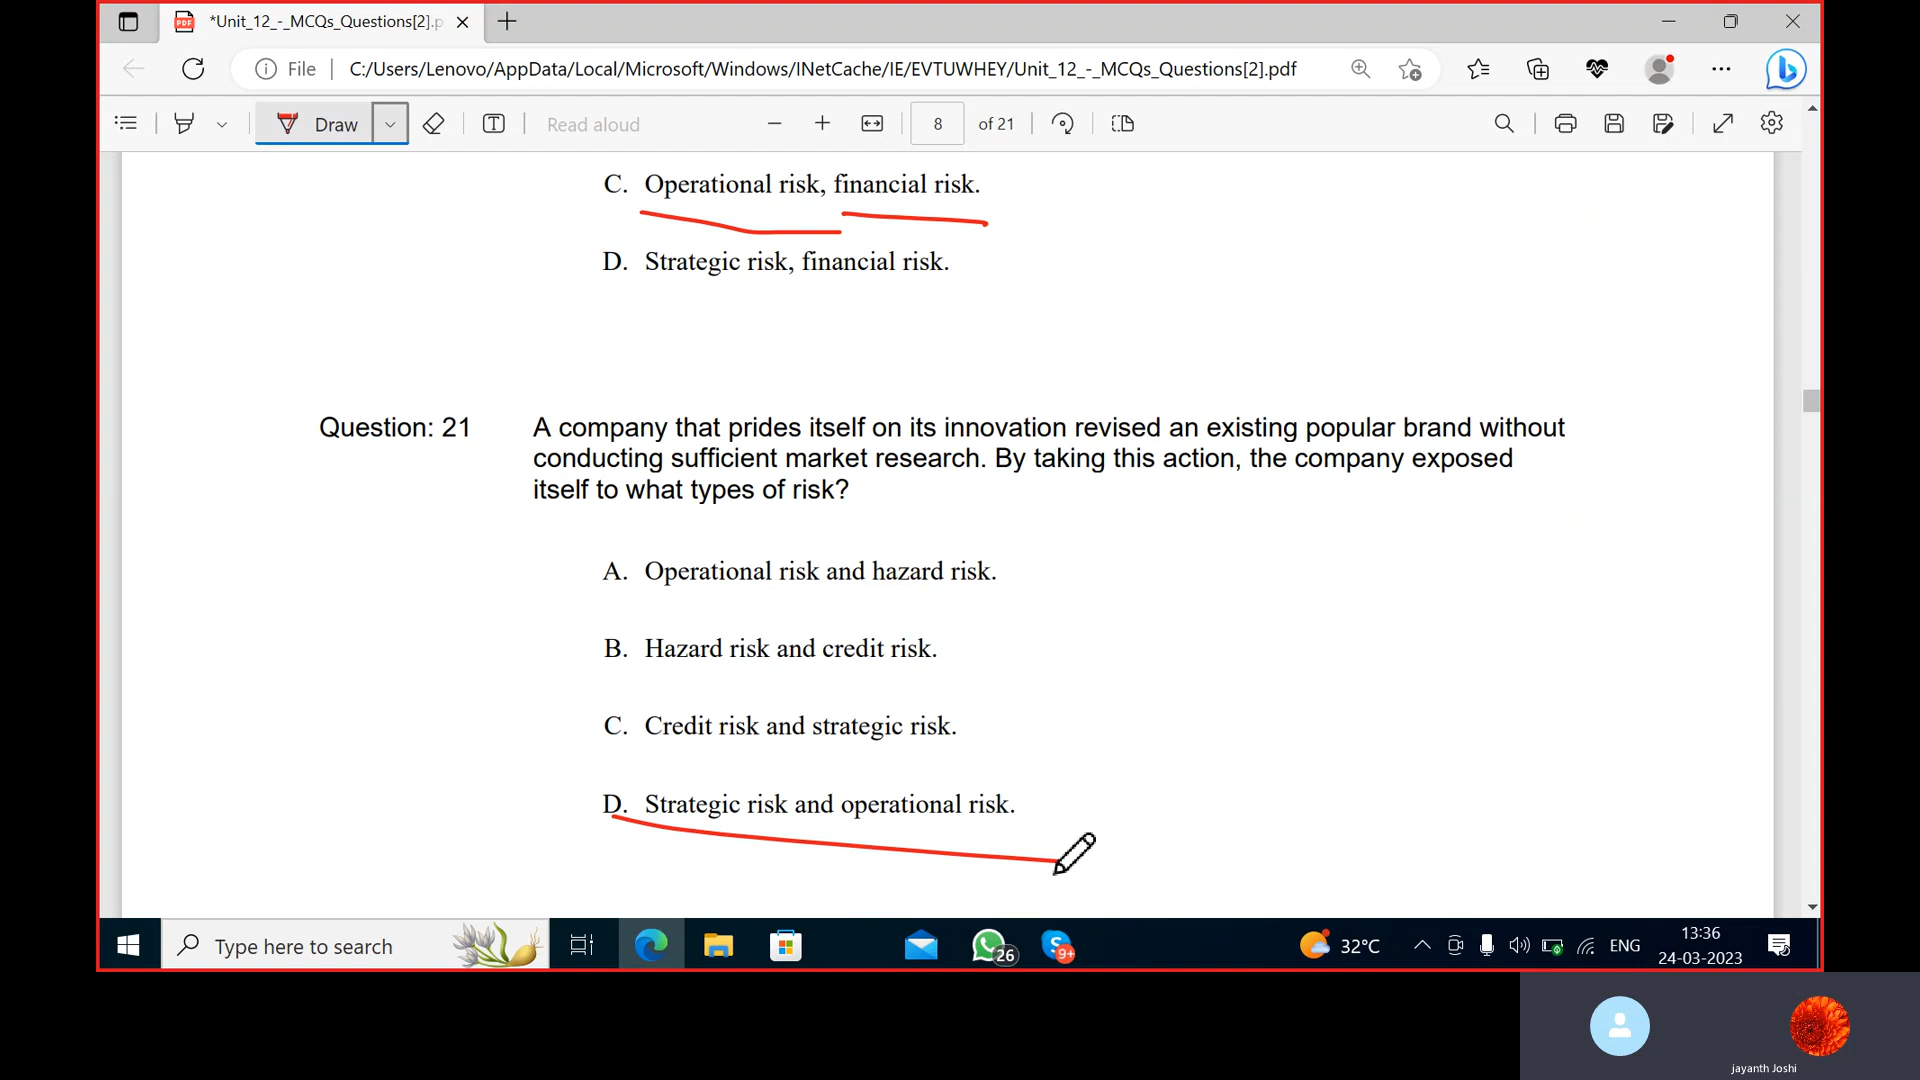 *Unit_12_-_MCQs_Questions[2].p
File
C:/Users/Lenovo/AppData/Local/Microsoft/Windows/INetCache/IE/EVTUWHEY/Unit_12_-_MCQs_Questions[2].pdf
Draw
Read aloud
8
of 21
C. Operational risk, financial risk.
D. Strategic risk, financial risk.
Question: 21
A company that prides itself on its innovation revised an existing popular brand without
conducting sufficient market research. By taking this action, the company exposed
itself to what types of risk?
A. Operational risk and hazard risk.
B. Hazard risk and credit risk.
C. Credit risk and strategic risk.
D. Strategic risk and operational risk.
Type here to search
26
9+
32°C
ENG
13:36
24-03-2023
jayanth Joshi